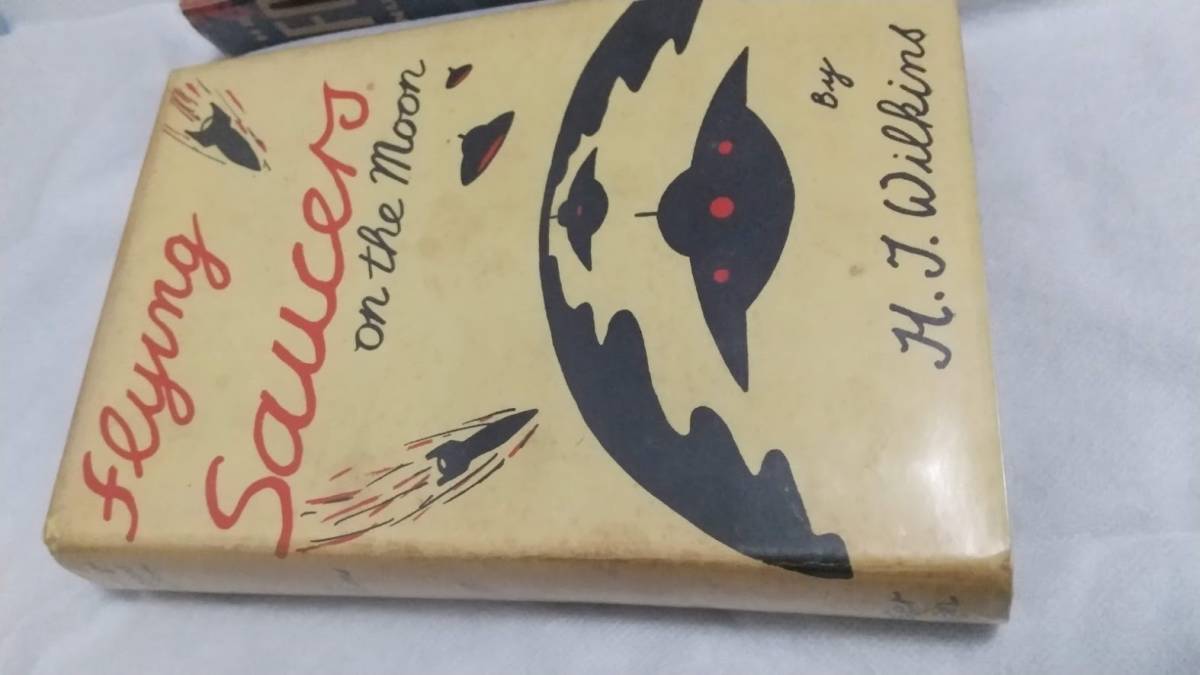 Flying
Saucers
on the Moon
By
H. T. Wilkins